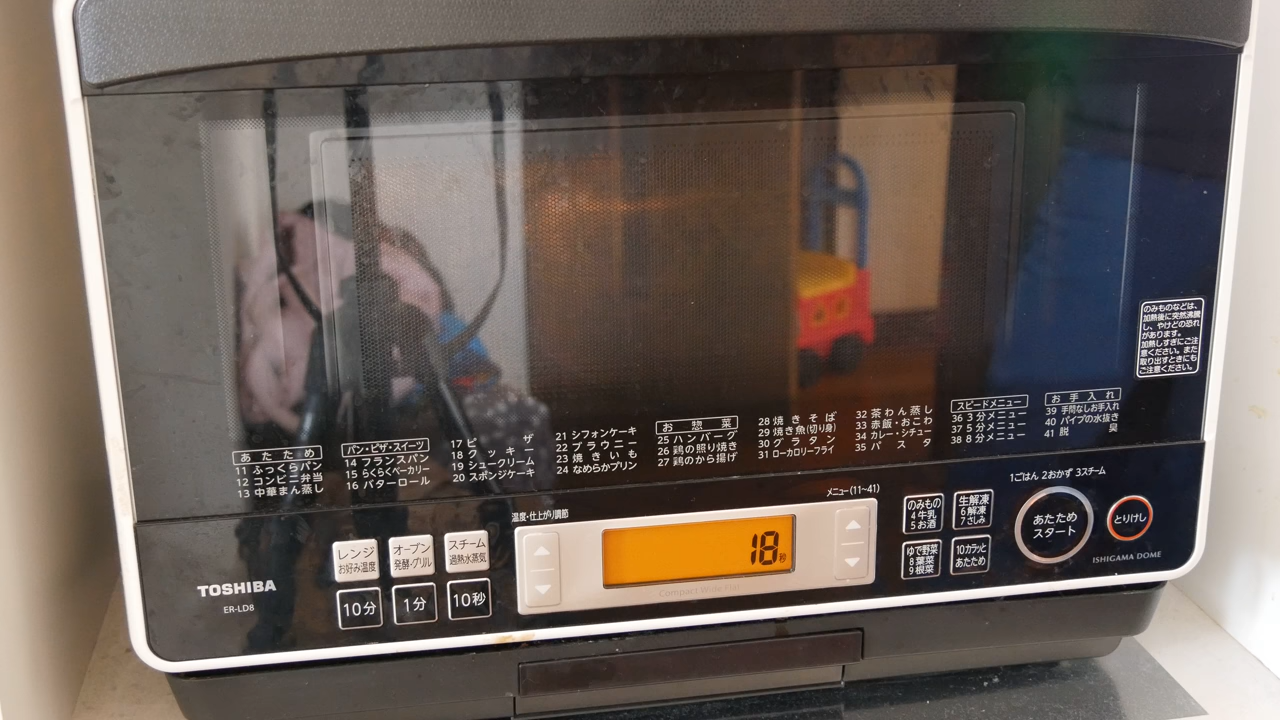 のみものなどは、
加熱後に突然沸騰
し、やけどの恐れ
があります。
加熱しすぎにご注
意ください。また
取り出すときにも
ご注意ください。
あたため
11 ふっくらパン
12 コンビニ弁当
13 中華まん蒸し
パン・ピザ・スイーツ
14 フランスパン
15 らくらくベーカリー
16 バターロール
17 ピザ
18 クッキー
19 シュークリーム
20 スポンジケーキ
21 シフォンケーキ
22 ブラウニー
23 焼きいも
24 なめらかプリン
お惣菜
25 ハンバーグ
26 鶏の照り焼き
27 鶏のから揚げ
28 焼きそば
29 焼き魚(切り身)
30 グラタン
31 ローカロリーフライ
32 茶わん蒸し
33 赤飯・おこわ
34 カレー・シチュー
35 パスタ
スピードメニュー
36 3分メニュー
37 5分メニュー
38 8分メニュー
お手入れ
39 手間なしお手入れ
40 パイプの水抜き
41 脱臭
温度・仕上がり調節
メニュー(11~41)
1ごはん 2おかず 3スチーム
レンジ
お好み温度
オーブン
発酵・グリル
スチーム
過熱水蒸気
10分
1分
10秒
18秒
のみもの
4 牛乳
5 お酒
生解凍
6 解凍
7 さしみ
ゆで野菜
8 葉菜
9 根菜
10カラッと
あたため
あたため
スタート
とりけし
TOSHIBA
ER-LD8
ISHIGAMA DOME